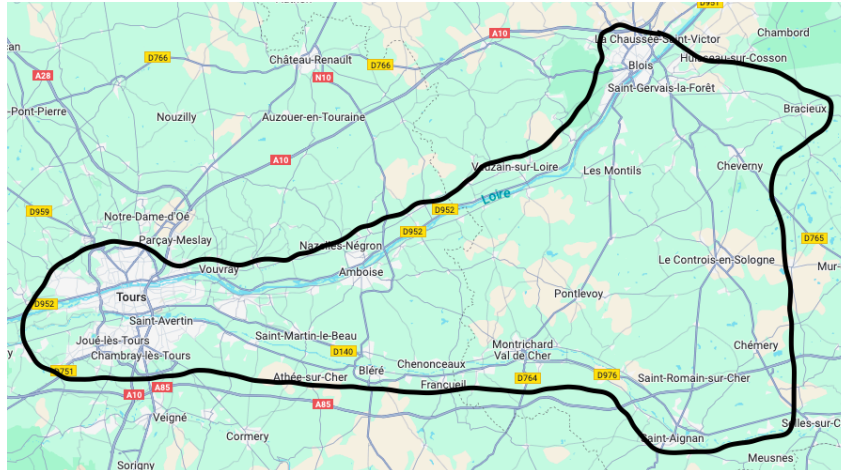 D951
A10
La Chaussée-Saint-Victor
Chambord
D766
Château-Renault
D766
Huisseau-sur-Cosson
A28
N10
Blois
Saint-Gervais-la-Forêt
Bracieux
-Pont-Pierre
Nouzilly
Auzouer-en-Touraine
A10
Veuzain-sur-Loire
Les Montils
Cheverny
D959
Notre-Dame-d'Oé
D952
Loire
Parçay-Meslay
Nazelles-Négron
D952
D765
Vouvray
Amboise
Le Controis-en-Sologne
Mur-
D952
Tours
Pontlevoy
Saint-Avertin
Joué-lès-Tours
Saint-Martin-le-Beau
Montrichard
Val de Cher
Chémery
Chambray-lès-Tours
D140
Chenonceaux
D751
Athée-sur-Cher
Bléré
Francueil
D764
D976
Saint-Romain-sur-Cher
A10
A85
A85
Veigné
Selles-sur-C
Cormery
Saint-Aignan
Meusnes
Sorigny